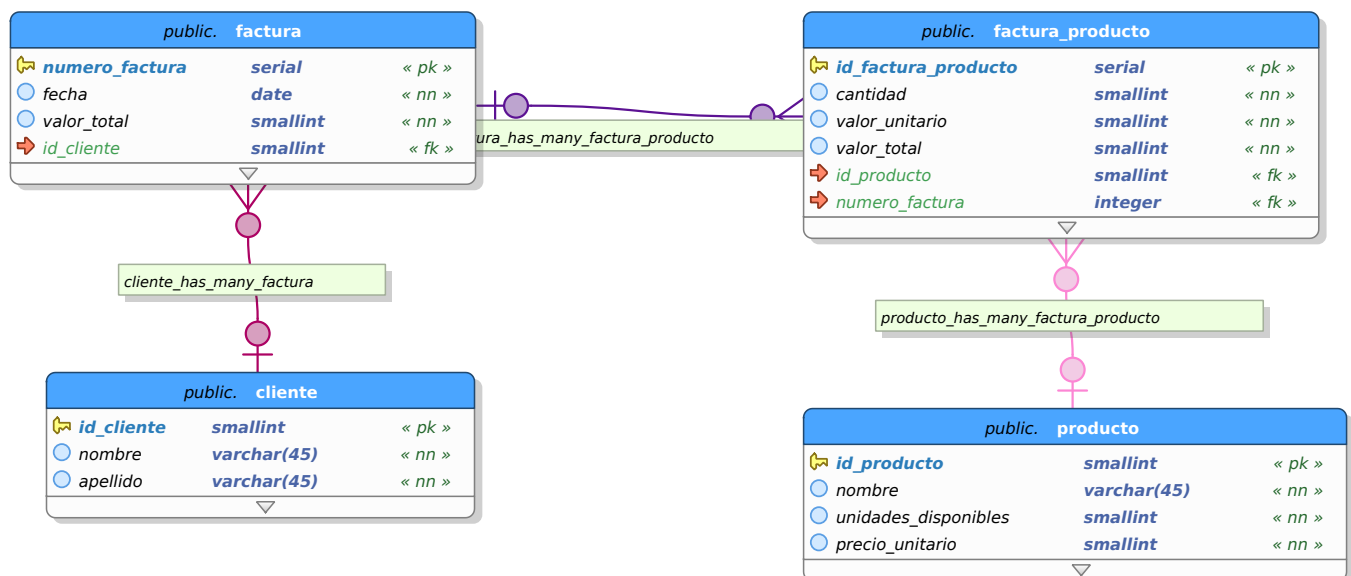 public. factura
numero_factura serial « pk »
fecha date « nn »
valor_total smallint « nn »
id_cliente smallint « fk »
ura_has_many_factura_producto
public. factura_producto
id_factura_producto serial « pk »
cantidad smallint « nn »
valor_unitario smallint « nn »
valor_total smallint « nn »
id_producto smallint « fk »
numero_factura integer « fk »
cliente_has_many_factura
producto_has_many_factura_producto
public. cliente
id_cliente smallint « pk »
nombre varchar(45) « nn »
apellido varchar(45) « nn »
public. producto
id_producto smallint « pk »
nombre varchar(45) « nn »
unidades_disponibles smallint « nn »
precio_unitario smallint « nn »